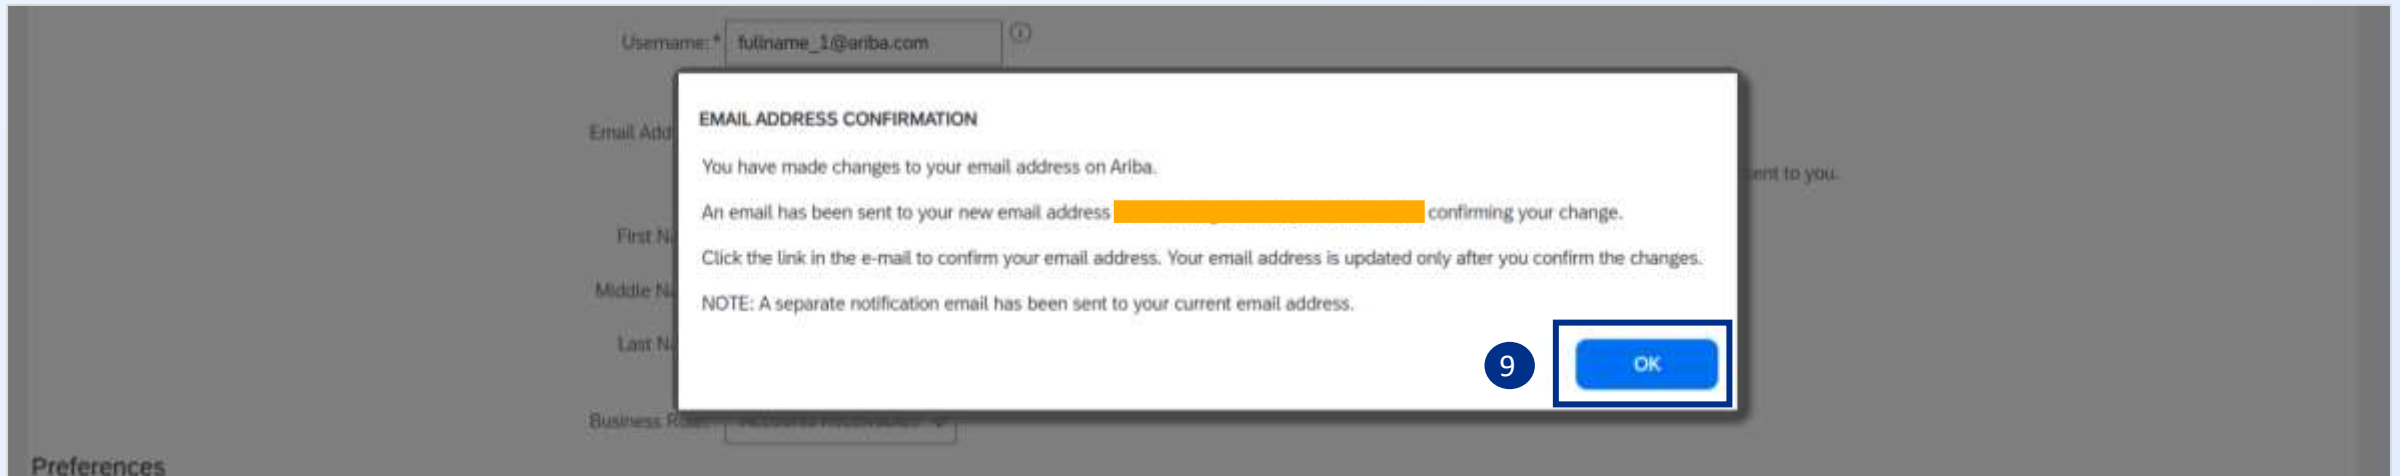 Username:* fullname_1@ariba.com
EMAIL ADDRESS CONFIRMATION
Email Add
You have made changes to your email address on Ariba.
ent to you.
An email has been sent to your new email address confirming your change.
First N
Click the link in the e-mail to confirm your email address. Your email address is updated only after you confirm the changes.
Middle N
NOTE: A separate notification email has been sent to your current email address.
Last N
9 OK
Business R
Preferences